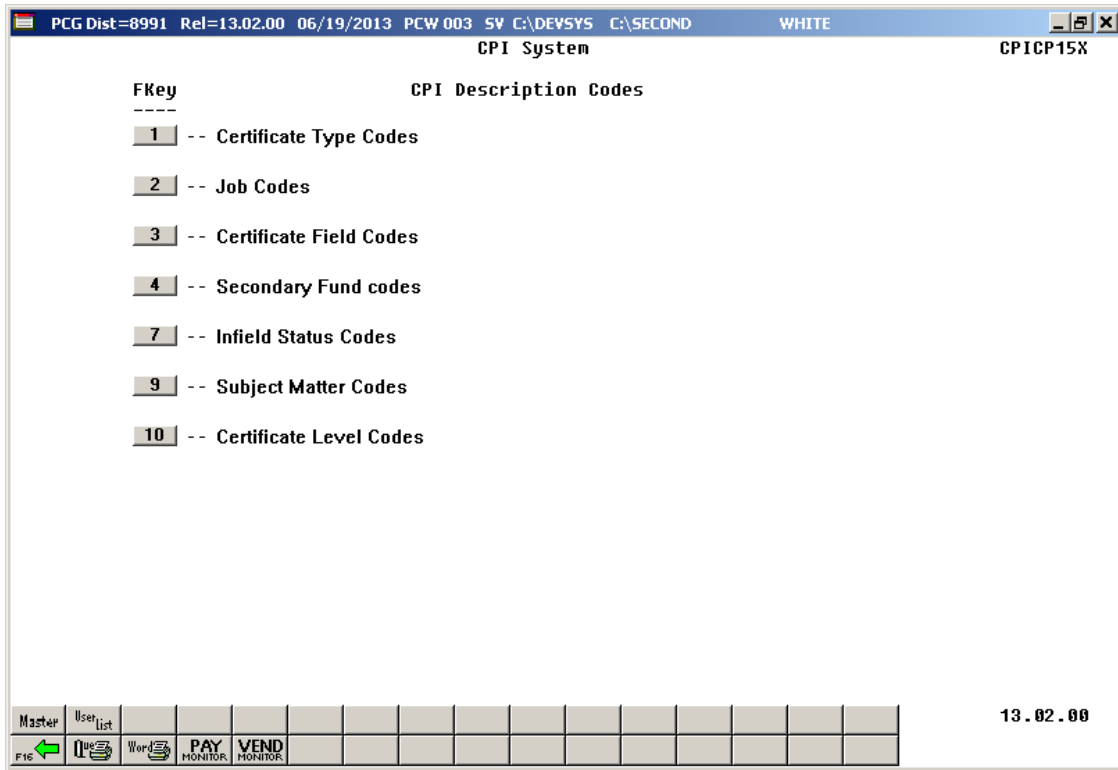 PCG Dist=8991 Rel=13.02.00 06/19/2013 PCW 003 SV C:\DEVSYS C:\SECOND WHITE
CPI System CPICP15X
FKey CPI Description Codes
----
1 -- Certificate Type Codes
2 -- Job Codes
3 -- Certificate Field Codes
4 -- Secondary Fund codes
7 -- Infield Status Codes
9 -- Subject Matter Codes
10 -- Certificate Level Codes
Master User List 13.02.00
F16 Que Word PAY MONITOR VEND MONITOR